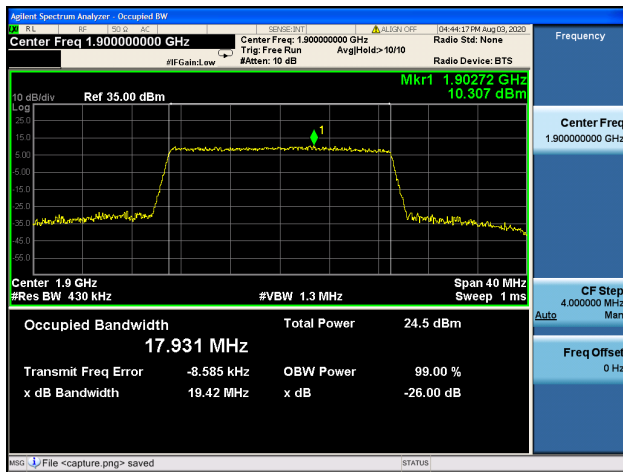 Agilent Spectrum Analyzer - Occupied BW
RL RF 50 Ω AC SENSE:INT ALIGN OFF 04:44:17 PM Aug 03, 2020
Center Freq 1.900000000 GHz
Center Freq: 1.900000000 GHz
Radio Std: None
Trig: Free Run Avg|Hold:>10/10
#IFGain:Low #Atten: 10 dB Radio Device: BTS
Mkr1 1.90272 GHz
10.307 dBm
10 dB/div Ref 35.00 dBm
Log
25.0
15.0
5.00
-5.00
-15.0
-25.0
-35.0
-45.0
-55.0
1
Center 1.9 GHz Span 40 MHz
#Res BW 430 kHz #VBW 1.3 MHz Sweep 1 ms
Occupied Bandwidth Total Power 24.5 dBm
17.931 MHz
Transmit Freq Error -8.585 kHz OBW Power 99.00 %
x dB Bandwidth 19.42 MHz x dB -26.00 dB
Frequency
Center Freq
1.900000000 GHz
CF Step
4.000000 MHz
Auto Man
Freq Offset
0 Hz
MSG File <capture.png> saved STATUS